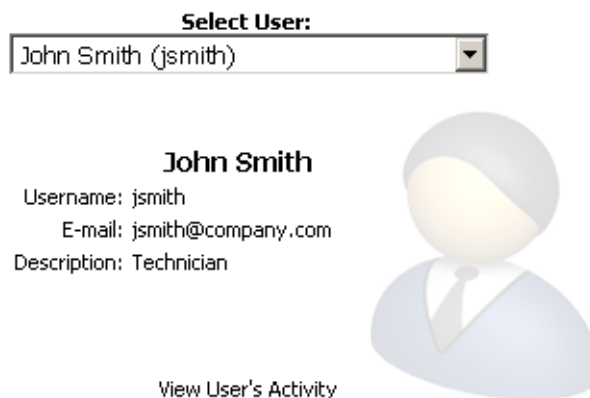 Select User:
John Smith (jsmith)
John Smith
Username: jsmith
E-mail: jsmith@company.com
Description: Technician
View User's Activity